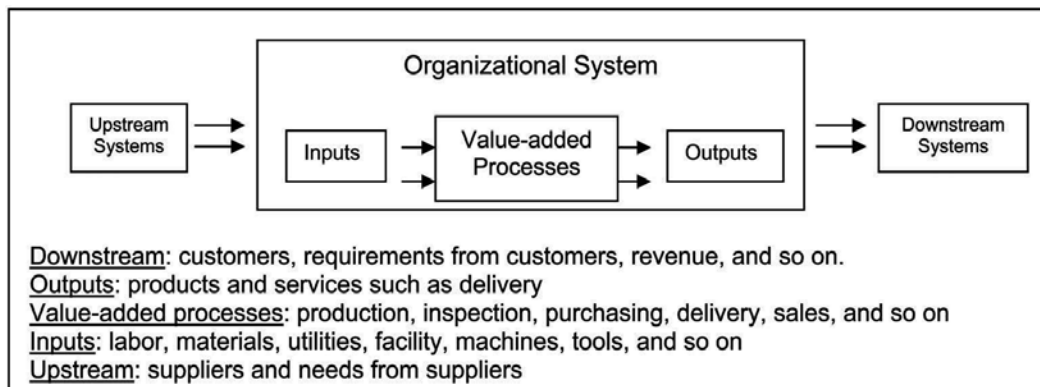 Organizational System
Upstream
Systems
Inputs
Value-added
Processes
Outputs
Downstream
Systems
Downstream: customers, requirements from customers, revenue, and so on.
Outputs: products and services such as delivery
Value-added processes: production, inspection, purchasing, delivery, sales, and so on
Inputs: labor, materials, utilities, facility, machines, tools, and so on
Upstream: suppliers and needs from suppliers